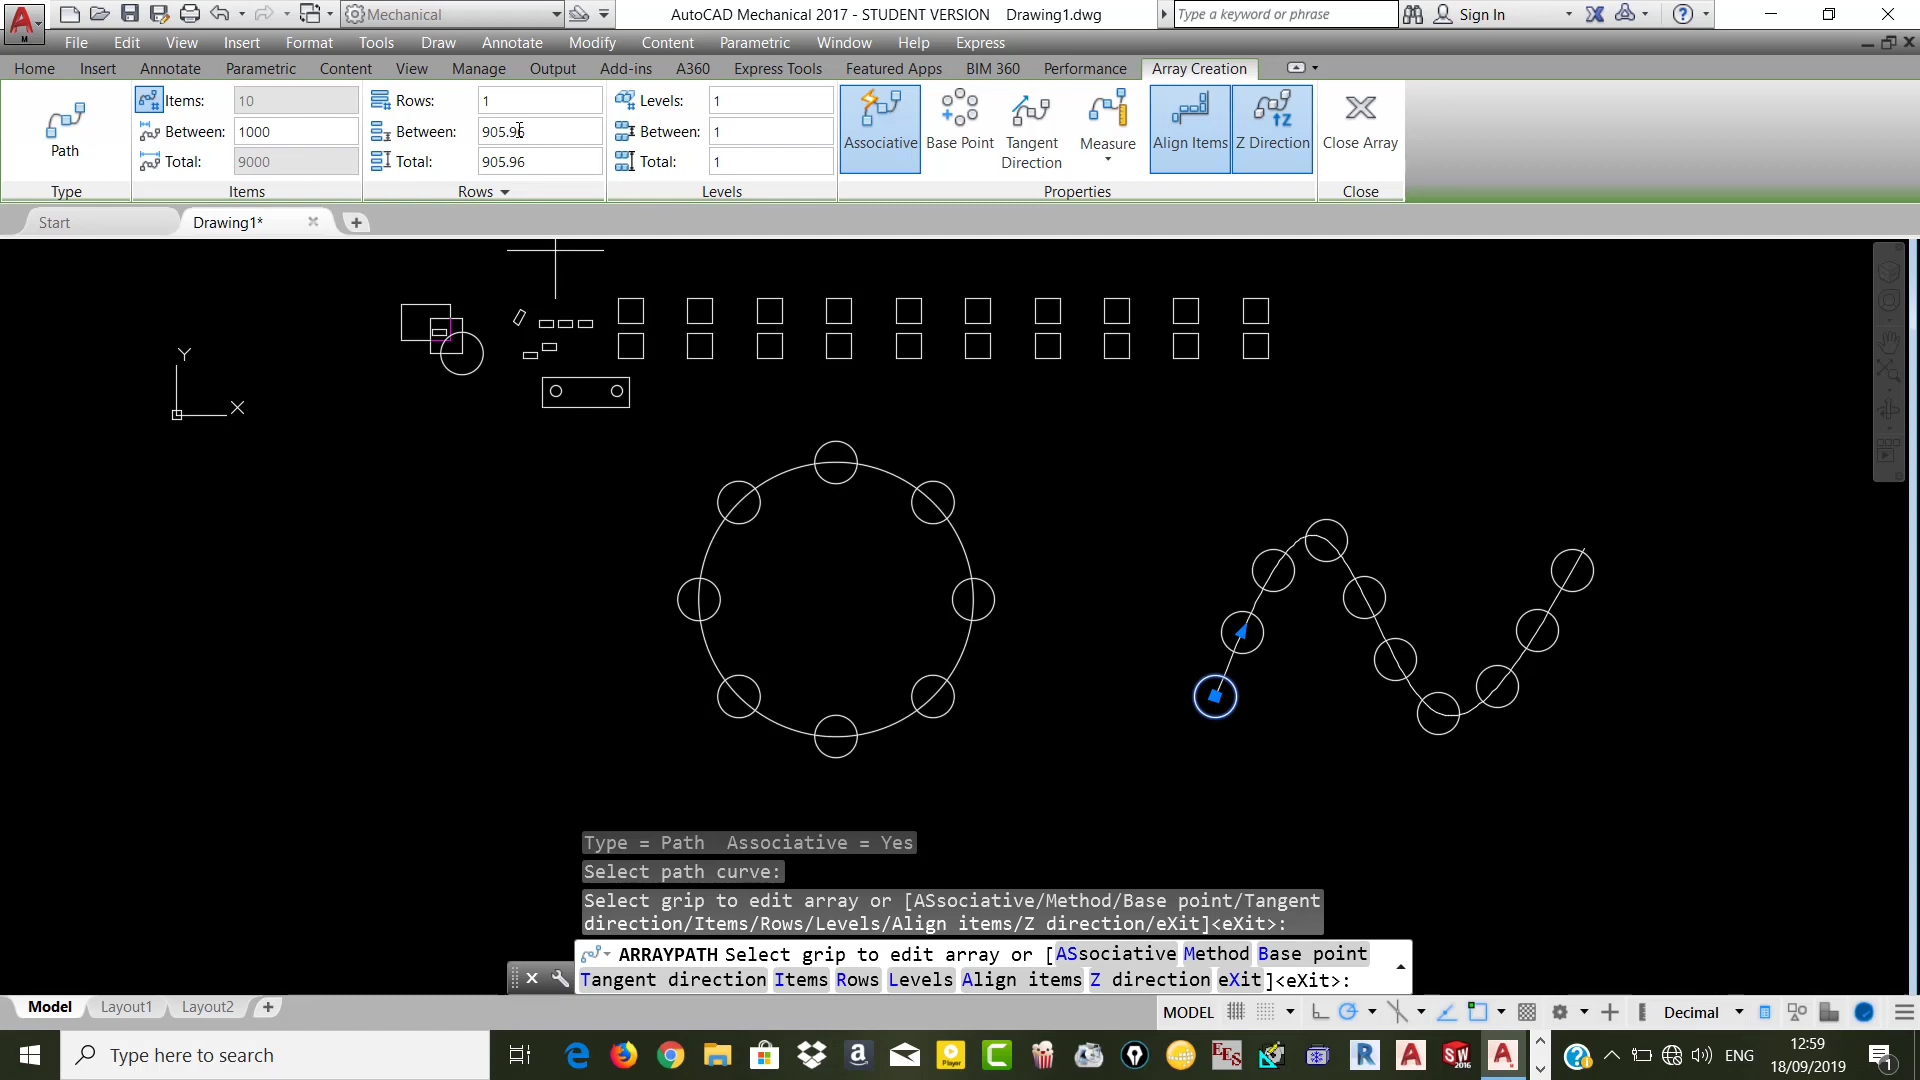 Mechanical
AutoCAD Mechanical 2017 - STUDENT VERSION Drawing1.dwg
Type a keyword or phrase
Sign In
File Edit View Insert Format Tools Draw Annotate Modify Content Parametric Window Help Express
Home Insert Annotate Parametric Content View Manage Output Add-ins A360 Express Tools Featured Apps BIM 360 Performance Array Creation
Items: 10 Rows: 1 Levels: 1
Between: 1000 Between: 905.96 Between: 1
Total: 9000 Total: 905.96 Total: 1
Path
Associative Base Point Tangent Direction Measure Align Items Z Direction Close Array
Type Items Rows Levels Properties Close
Start Drawing1*
Y
X
Type = Path Associative = Yes
Select path curve:
Select grip to edit array or [ASsociative/Method/Base point/Tangent
direction/Items/Rows/Levels/Align items/Z direction/eXit]<eXit>:
ARRAYPATH Select grip to edit array or [ASsociative Method Base point
Tangent direction Items Rows Levels Align items Z direction eXit]<eXit>:
Model Layout1 Layout2
MODEL Decimal
Type here to search
ENG
12:59
18/09/2019